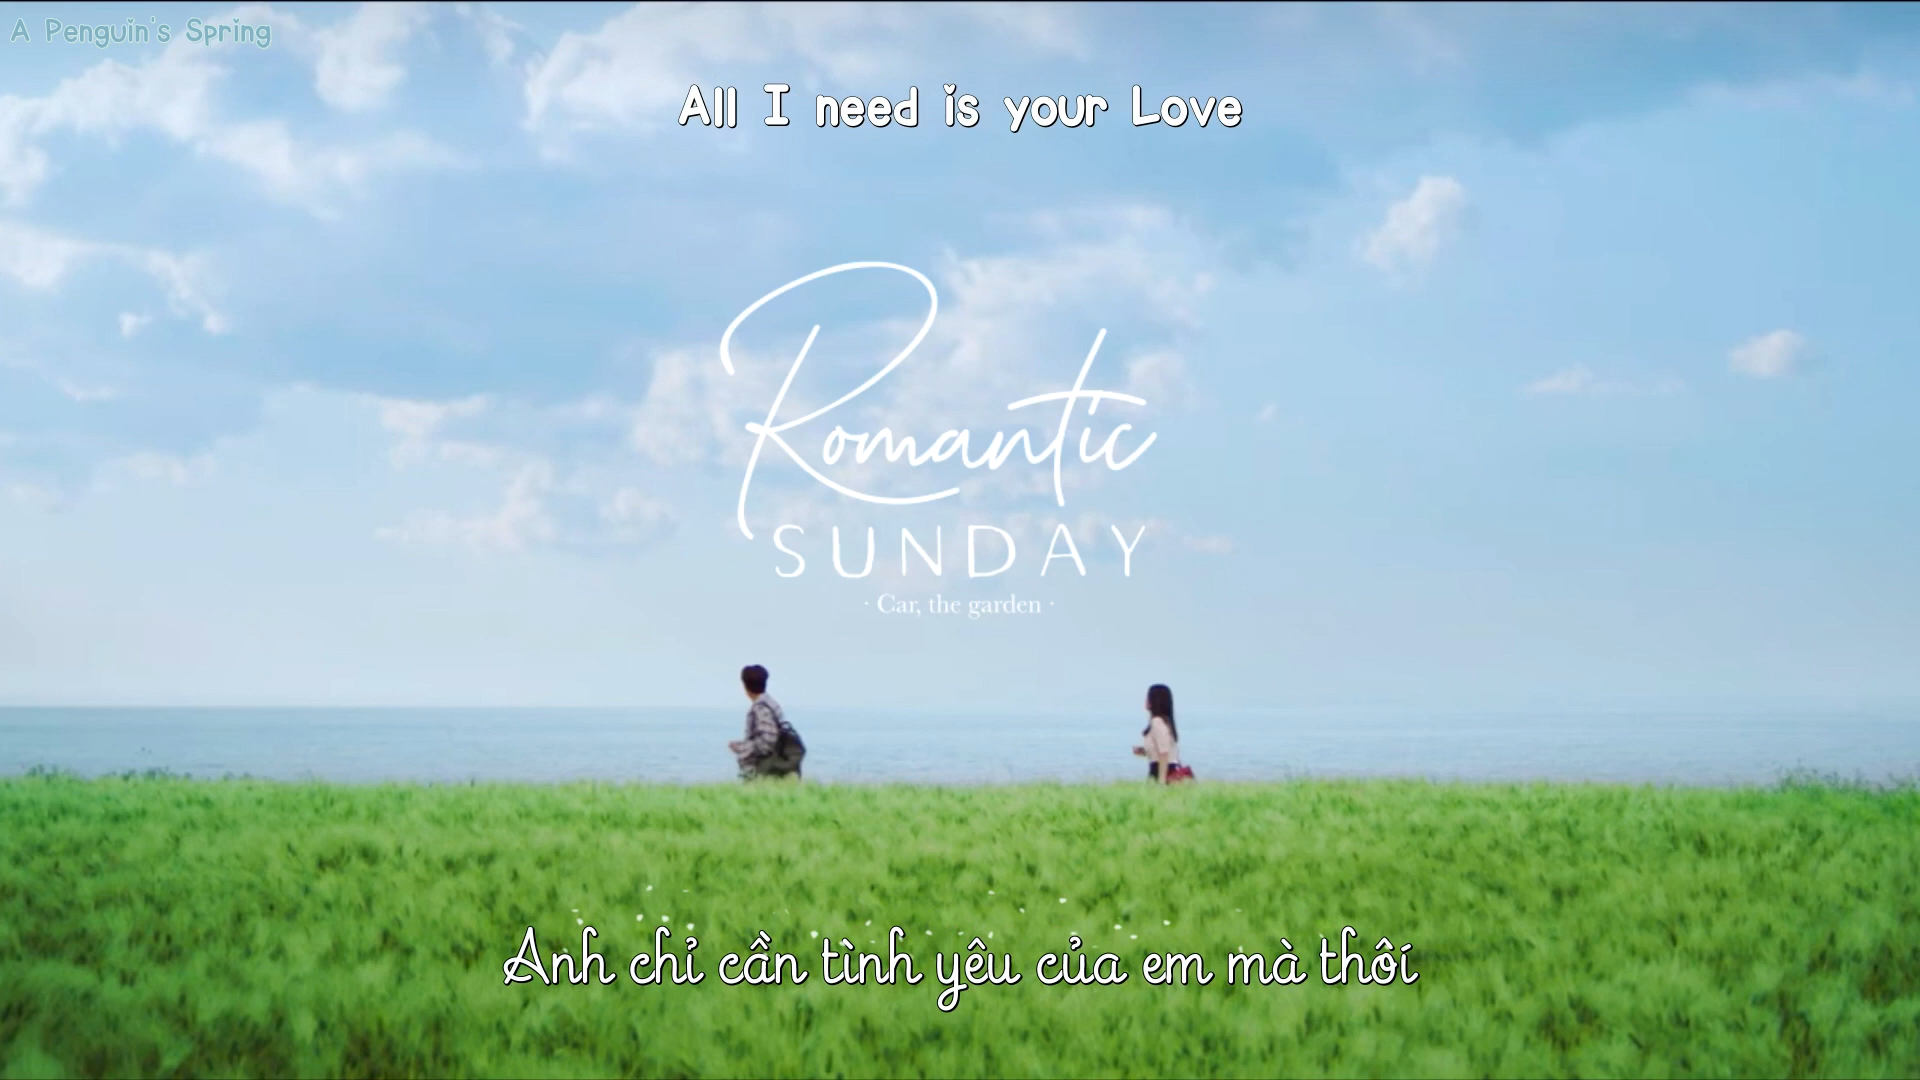 A Penguin's Spring
All I need is your Love
Romantic
SUNDAY
· Car, the garden ·
Anh chỉ cần tình yêu của em mà thôi